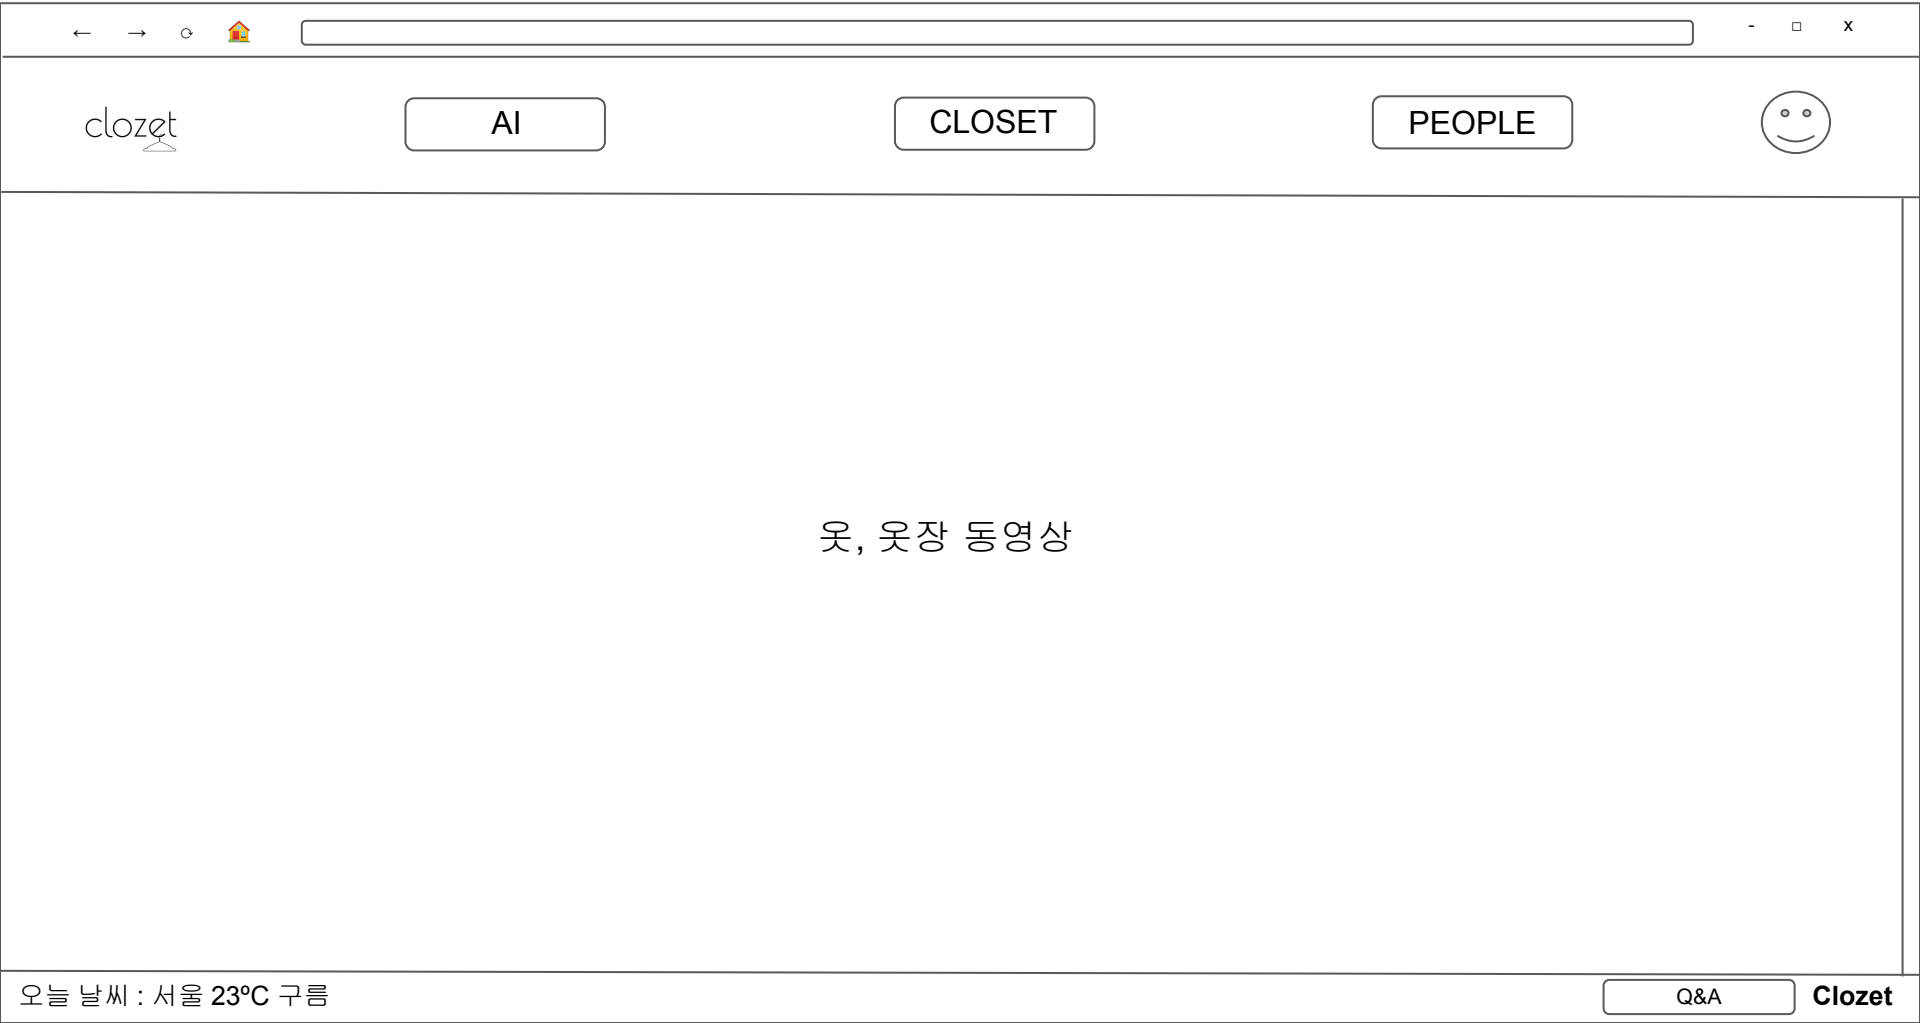 - □ x
clozet
AI
CLOSET
PEOPLE
옷, 옷장 동영상
오늘 날씨 : 서울 23ºC 구름
Q&A
Clozet